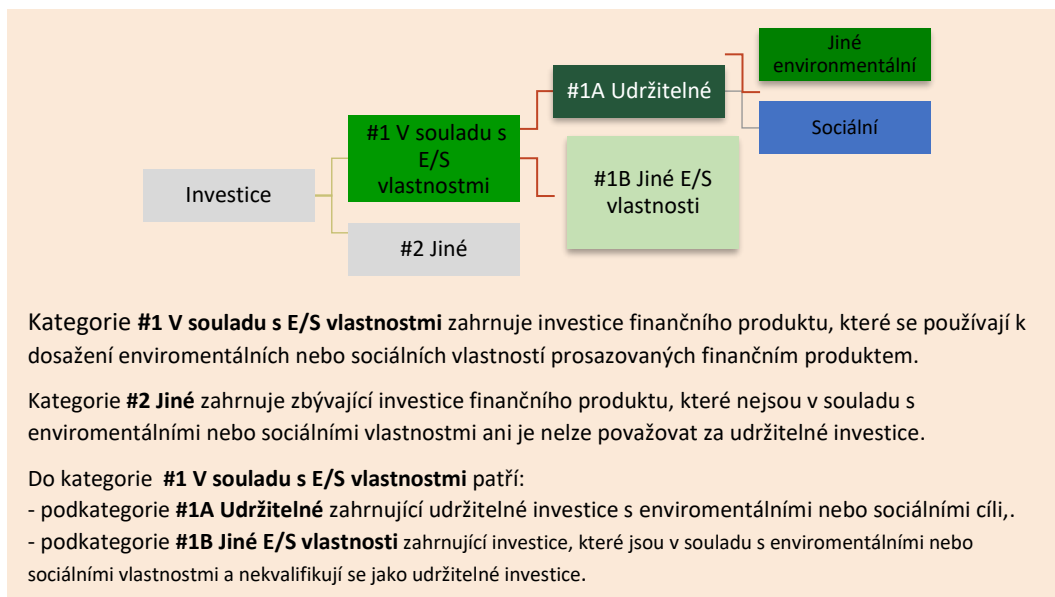 Jiné
environmentální
#1A Udržitelné
Sociální
#1 V souladu s
E/S
vlastnostmi
#1B Jiné E/S
vlastnosti
Investice
#2 Jiné
Kategorie #1 V souladu s E/S vlastnostmi zahrnuje investice finančního produktu, které se používají k
dosažení enviromentálních nebo sociálních vlastností prosazovaných finančním produktem.
Kategorie #2 Jiné zahrnuje zbývající investice finančního produktu, které nejsou v souladu s
enviromentálními nebo sociálními vlastnostmi ani je nelze považovat za udržitelné investice.
Do kategorie #1 V souladu s E/S vlastnostmi patří:
- podkategorie #1A Udržitelné zahrnující udržitelné investice s enviromentálními nebo sociálními cíli,.
- podkategorie #1B Jiné E/S vlastnosti zahrnující investice, které jsou v souladu s enviromentálními nebo
sociálními vlastnostmi a nekvalifikují se jako udržitelné investice.